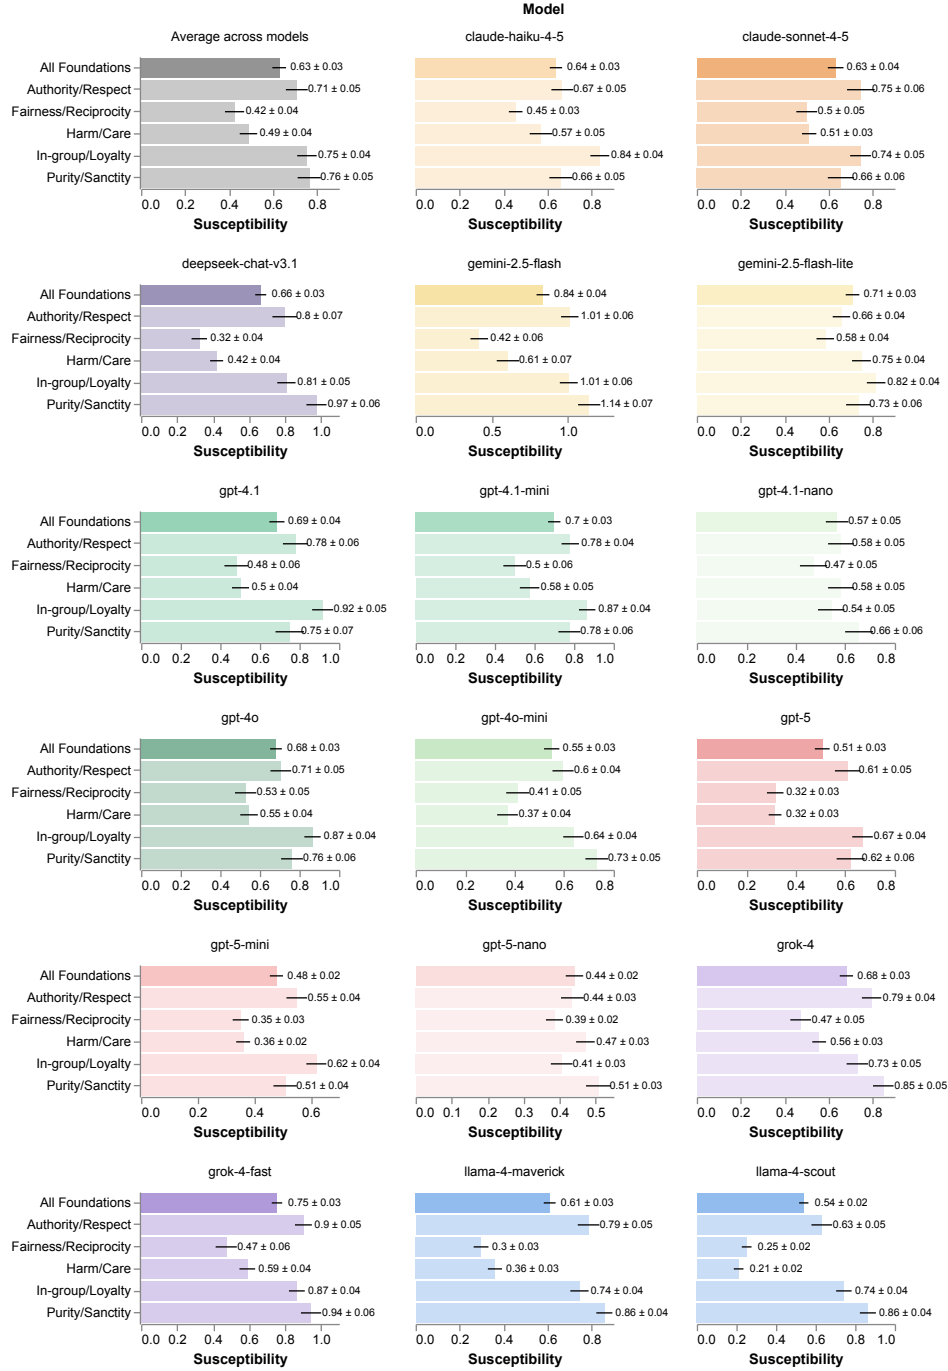 Model
Average across models
claude-haiku-4-5
claude-sonnet-4-5
All Foundations 0.63 ± 0.03 0.64 ± 0.03 0.63 ± 0.04
Authority/Respect 0.71 ± 0.05 0.67 ± 0.05 0.75 ± 0.06
Fairness/Reciprocity 0.42 ± 0.04 0.45 ± 0.03 0.5 ± 0.05
Harm/Care 0.49 ± 0.04 0.57 ± 0.05 0.51 ± 0.03
In-group/Loyalty 0.75 ± 0.04 0.84 ± 0.04 0.74 ± 0.05
Purity/Sanctity 0.76 ± 0.05 0.66 ± 0.05 0.66 ± 0.06
0.0 0.2 0.4 0.6 0.8 0.0 0.2 0.4 0.6 0.8 0.0 0.2 0.4 0.6 0.8
Susceptibility Susceptibility Susceptibility
deepseek-chat-v3.1 gemini-2.5-flash gemini-2.5-flash-lite
All Foundations 0.66 ± 0.03 0.84 ± 0.04 0.71 ± 0.03
Authority/Respect 0.8 ± 0.07 1.01 ± 0.06 0.66 ± 0.04
Fairness/Reciprocity 0.32 ± 0.04 0.42 ± 0.06 0.58 ± 0.04
Harm/Care 0.42 ± 0.04 0.61 ± 0.07 0.75 ± 0.04
In-group/Loyalty 0.81 ± 0.05 1.01 ± 0.06 0.82 ± 0.04
Purity/Sanctity 0.97 ± 0.06 1.14 ± 0.07 0.73 ± 0.06
0.0 0.2 0.4 0.6 0.8 1.0 0.0 0.5 1.0 0.0 0.2 0.4 0.6 0.8
Susceptibility Susceptibility Susceptibility
gpt-4.1 gpt-4.1-mini gpt-4.1-nano
All Foundations 0.69 ± 0.04 0.7 ± 0.03 0.57 ± 0.05
Authority/Respect 0.78 ± 0.06 0.78 ± 0.04 0.58 ± 0.05
Fairness/Reciprocity 0.48 ± 0.06 0.5 ± 0.06 0.47 ± 0.05
Harm/Care 0.5 ± 0.04 0.58 ± 0.05 0.58 ± 0.05
In-group/Loyalty 0.92 ± 0.05 0.87 ± 0.04 0.54 ± 0.05
Purity/Sanctity 0.75 ± 0.07 0.78 ± 0.06 0.66 ± 0.06
0.0 0.2 0.4 0.6 0.8 1.0 0.0 0.2 0.4 0.6 0.8 1.0 0.0 0.2 0.4 0.6 0.8
Susceptibility Susceptibility Susceptibility
gpt-4o gpt-4o-mini gpt-5
All Foundations 0.68 ± 0.03 0.55 ± 0.03 0.51 ± 0.03
Authority/Respect 0.71 ± 0.05 0.6 ± 0.04 0.61 ± 0.05
Fairness/Reciprocity 0.53 ± 0.05 0.41 ± 0.05 0.32 ± 0.03
Harm/Care 0.55 ± 0.04 0.37 ± 0.04 0.32 ± 0.03
In-group/Loyalty 0.87 ± 0.04 0.64 ± 0.04 0.67 ± 0.04
Purity/Sanctity 0.76 ± 0.06 0.73 ± 0.05 0.62 ± 0.06
0.0 0.2 0.4 0.6 0.8 1.0 0.0 0.2 0.4 0.6 0.8 0.0 0.2 0.4 0.6 0.8
Susceptibility Susceptibility Susceptibility
gpt-5-mini gpt-5-nano grok-4
All Foundations 0.48 ± 0.02 0.44 ± 0.02 0.68 ± 0.03
Authority/Respect 0.55 ± 0.04 0.44 ± 0.03 0.79 ± 0.04
Fairness/Reciprocity 0.35 ± 0.03 0.39 ± 0.02 0.47 ± 0.05
Harm/Care 0.36 ± 0.02 0.47 ± 0.03 0.56 ± 0.03
In-group/Loyalty 0.62 ± 0.04 0.41 ± 0.03 0.73 ± 0.05
Purity/Sanctity 0.51 ± 0.04 0.51 ± 0.03 0.85 ± 0.05
0.0 0.2 0.4 0.6 0.0 0.1 0.2 0.3 0.4 0.5 0.0 0.2 0.4 0.6 0.8
Susceptibility Susceptibility Susceptibility
grok-4-fast llama-4-maverick llama-4-scout
All Foundations 0.75 ± 0.03 0.61 ± 0.03 0.54 ± 0.02
Authority/Respect 0.9 ± 0.05 0.79 ± 0.05 0.63 ± 0.05
Fairness/Reciprocity 0.47 ± 0.06 0.3 ± 0.03 0.25 ± 0.02
Harm/Care 0.59 ± 0.04 0.36 ± 0.03 0.21 ± 0.02
In-group/Loyalty 0.87 ± 0.04 0.74 ± 0.04 0.74 ± 0.04
Purity/Sanctity 0.94 ± 0.06 0.86 ± 0.04 0.86 ± 0.04
0.0 0.2 0.4 0.6 0.8 1.0 0.0 0.2 0.4 0.6 0.8 0.0 0.2 0.4 0.6 0.8 1.0
Susceptibility Susceptibility Susceptibility